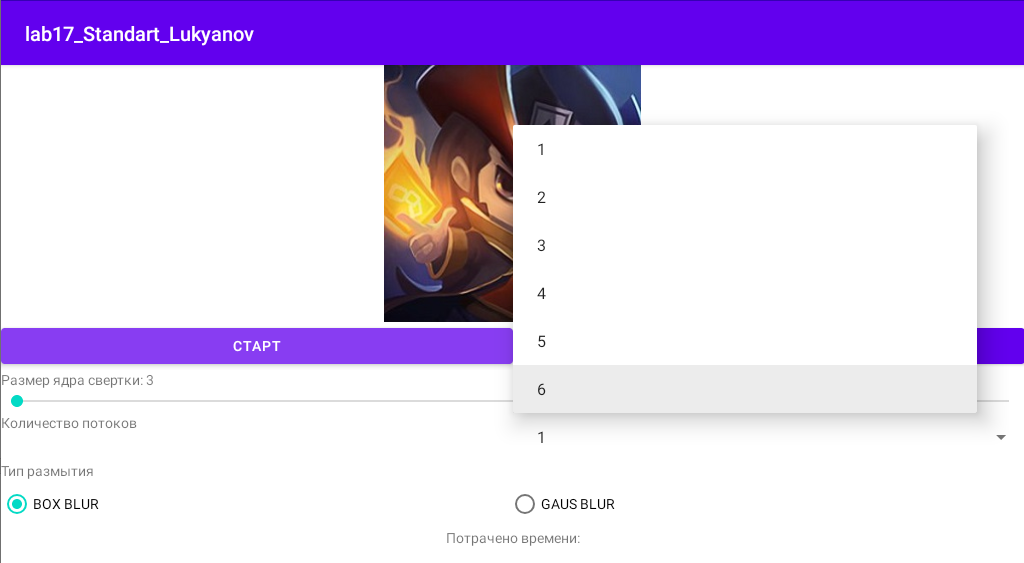 lab17_Standart_Lukyanov
1
2
3
4
5
6
СТАРТ
Размер ядра свертки: 3
Количество потоков
1
Тип размытия
BOX BLUR
GAUS BLUR
Потрачено времени: